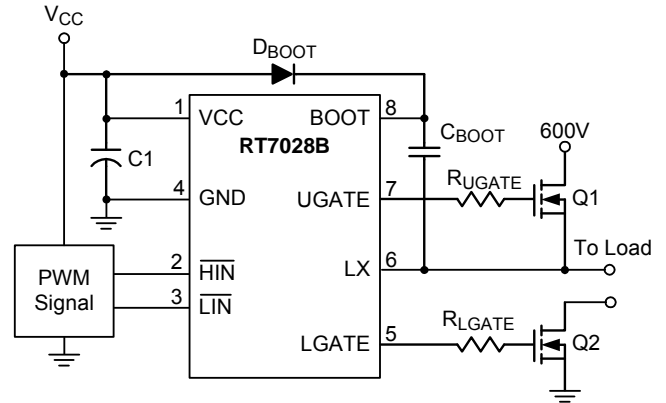 VCC
DBOOT
1
VCC
BOOT
8
RT7028B
CBOOT
600V
C1
4
GND
UGATE
7
RUGATE
Q1
To Load
PWM
Signal
2
HIN
LX
6
3
LIN
LGATE
5
RLGATE
Q2